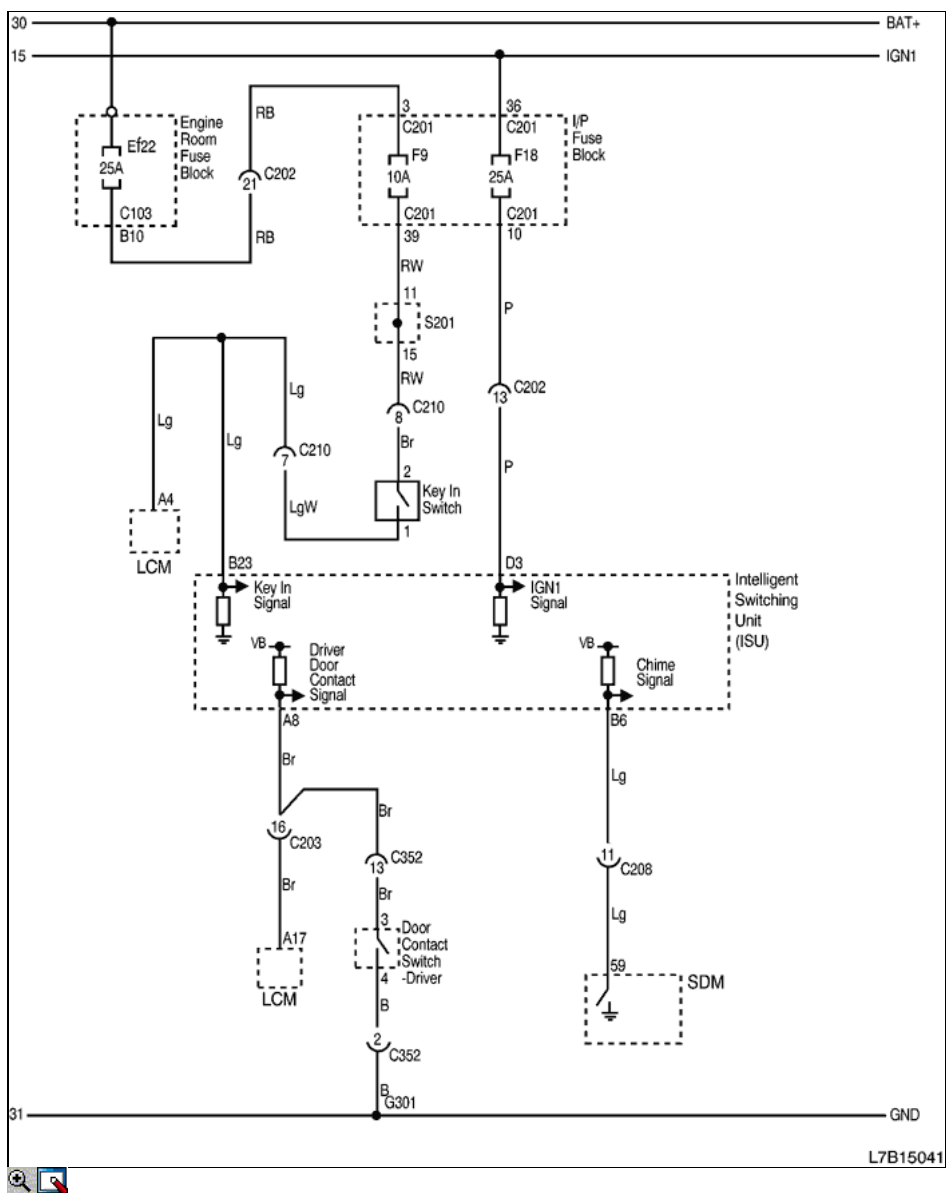 30 BAT+
15 IGN1
RB
3 36
C201 C201
Engine
Room
Fuse
Block
Ef22
25A
C103
B10
21 C202
RB
F9
10A
F18
25A
I/P
Fuse
Block
C201 C201
39 10
RW
P
11
S201
15
RW
8 C210
Br
2
Key In
Switch
1
13 C202
P
Lg
Lg
Lg
7 C210
LgW
A4
LCM
B23
D3
Key In
Signal
IGN1
Signal
Intelligent
Switching
Unit
(ISU)
VB
Driver
Door
Contact
Signal
VB
Chime
Signal
A8
B6
Br
Lg
16
C203
Br
A17
LCM
Br
13 C352
Br
3
Door
Contact
Switch
-Driver
4
B
2
C352
B
G301
11
C208
Lg
59
SDM
31 GND
L7B15041